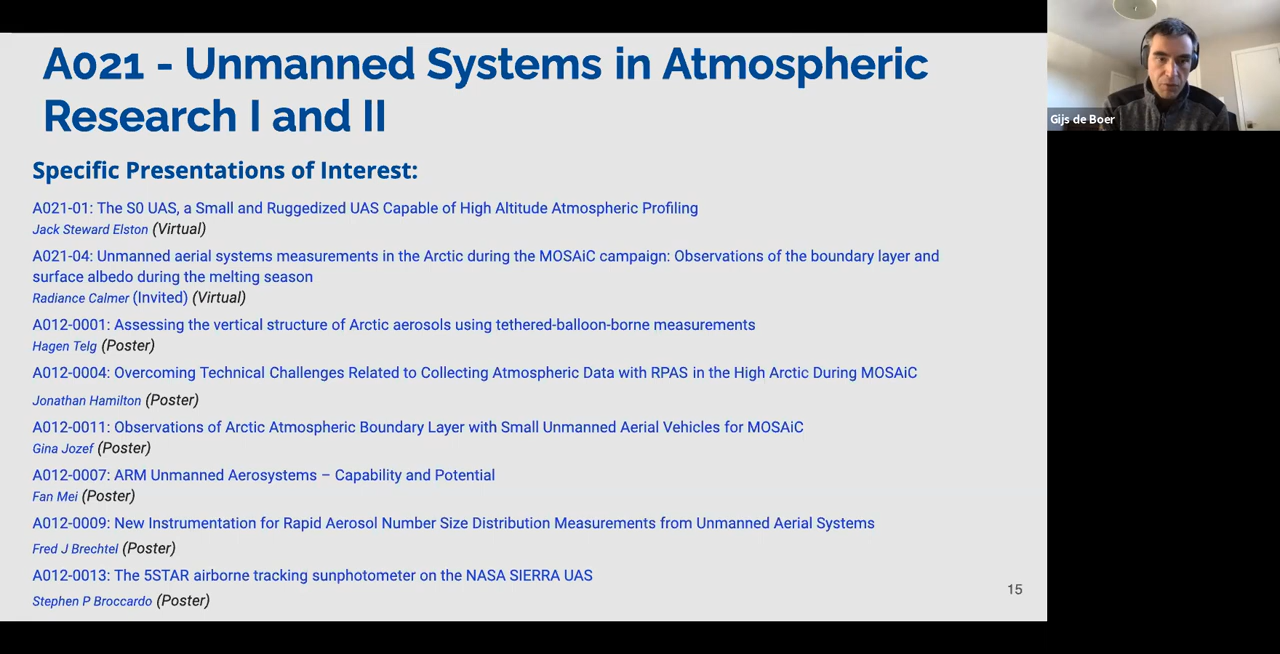 A021 - Unmanned Systems in Atmospheric
Research I and II
Specific Presentations of Interest:
A021-01: The S0 UAS, a Small and Ruggedized UAS Capable of High Altitude Atmospheric Profiling
Jack Steward Elston (Virtual)
A021-04: Unmanned aerial systems measurements in the Arctic during the MOSAiC campaign: Observations of the boundary layer and
surface albedo during the melting season
Radiance Calmer (Invited) (Virtual)
A012-0001: Assessing the vertical structure of Arctic aerosols using tethered-balloon-borne measurements
Hagen Telg (Poster)
A012-0004: Overcoming Technical Challenges Related to Collecting Atmospheric Data with RPAS in the High Arctic During MOSAiC
Jonathan Hamilton (Poster)
A012-0011: Observations of Arctic Atmospheric Boundary Layer with Small Unmanned Aerial Vehicles for MOSAiC
Gina Jozef (Poster)
A012-0007: ARM Unmanned Aerosystems – Capability and Potential
Fan Mei (Poster)
A012-0009: New Instrumentation for Rapid Aerosol Number Size Distribution Measurements from Unmanned Aerial Systems
Fred J Brechtel (Poster)
A012-0013: The 5STAR airborne tracking sunphotometer on the NASA SIERRA UAS
Stephen P Broccardo (Poster)
15
Gijs de Boer